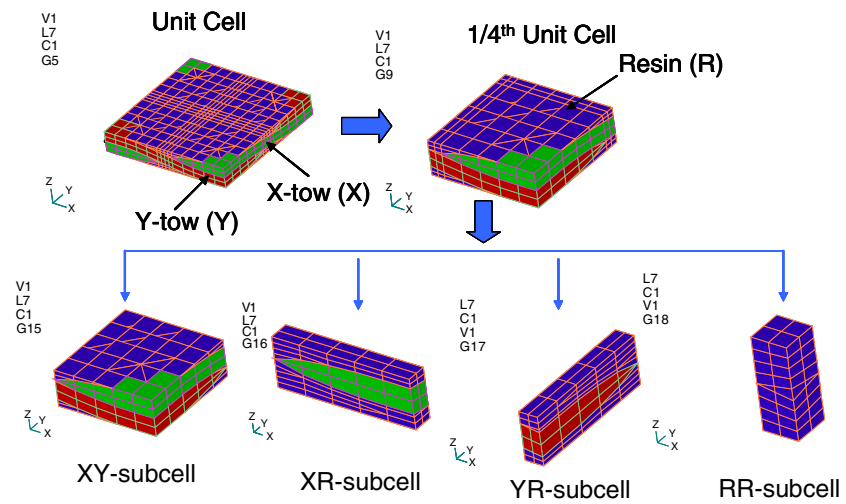 Unit Cell
V1
L7
C1
G5
1/4th Unit Cell
V1
L7
C1
G9
Resin (R)
X-tow (X)
Y-tow (Y)
Z
Y
X
Z
Y
X
V1
L7
C1
G15
V1
L7
C1
G16
L7
C1
V1
G17
L7
C1
V1
G18
Z
Y
X
Z
Y
X
Z
Y
X
Z
Y
X
XY-subcell
XR-subcell
YR-subcell
RR-subcell